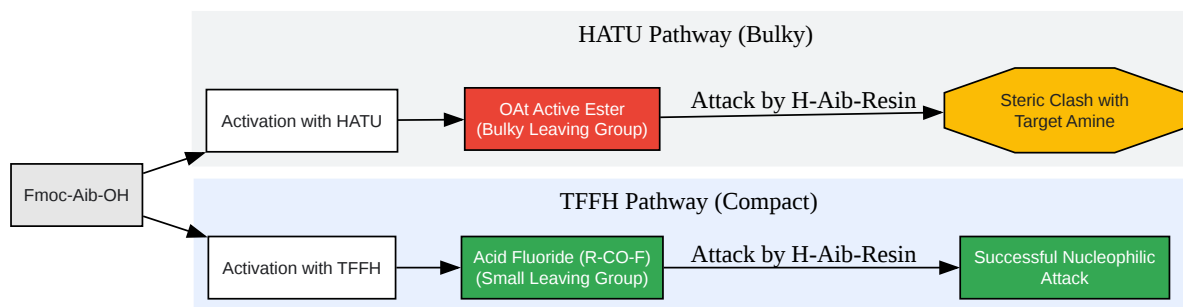 HATU Pathway (Bulky)
Activation with HATU
OAt Active Ester
(Bulky Leaving Group)
Attack by H-Aib-Resin
Steric Clash with
Target Amine
Fmoc-Aib-OH
TFFH Pathway (Compact)
Activation with TFFH
Acid Fluoride (R-CO-F)
(Small Leaving Group)
Attack by H-Aib-Resin
Successful Nucleophilic
Attack